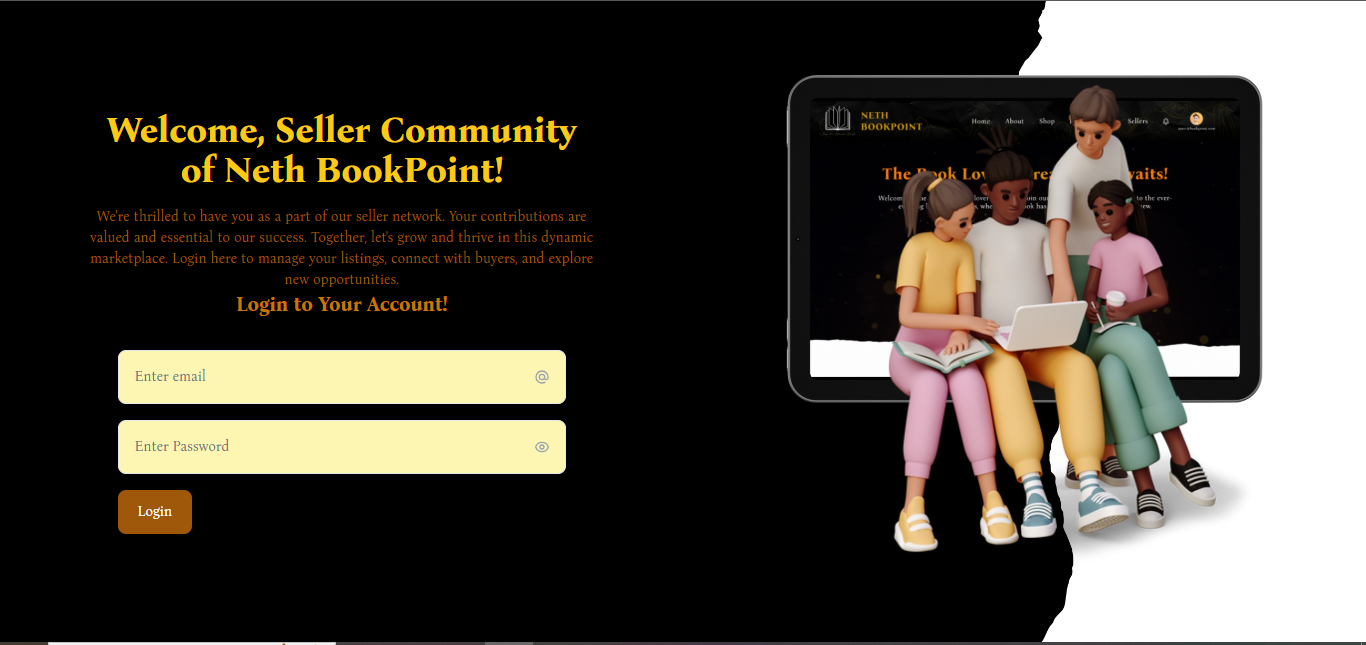 Welcome, Seller Community
of Neth BookPoint!
We're thrilled to have you as a part of our seller network. Your contributions are
valued and essential to our success. Together, let's grow and thrive in this dynamic
marketplace. Login here to manage your listings, connect with buyers, and explore
new opportunities.
Login to Your Account!
Enter email
Enter Password
Login
NETH
BOOKPOINT
Home About Shop Sellers
The Book Lov